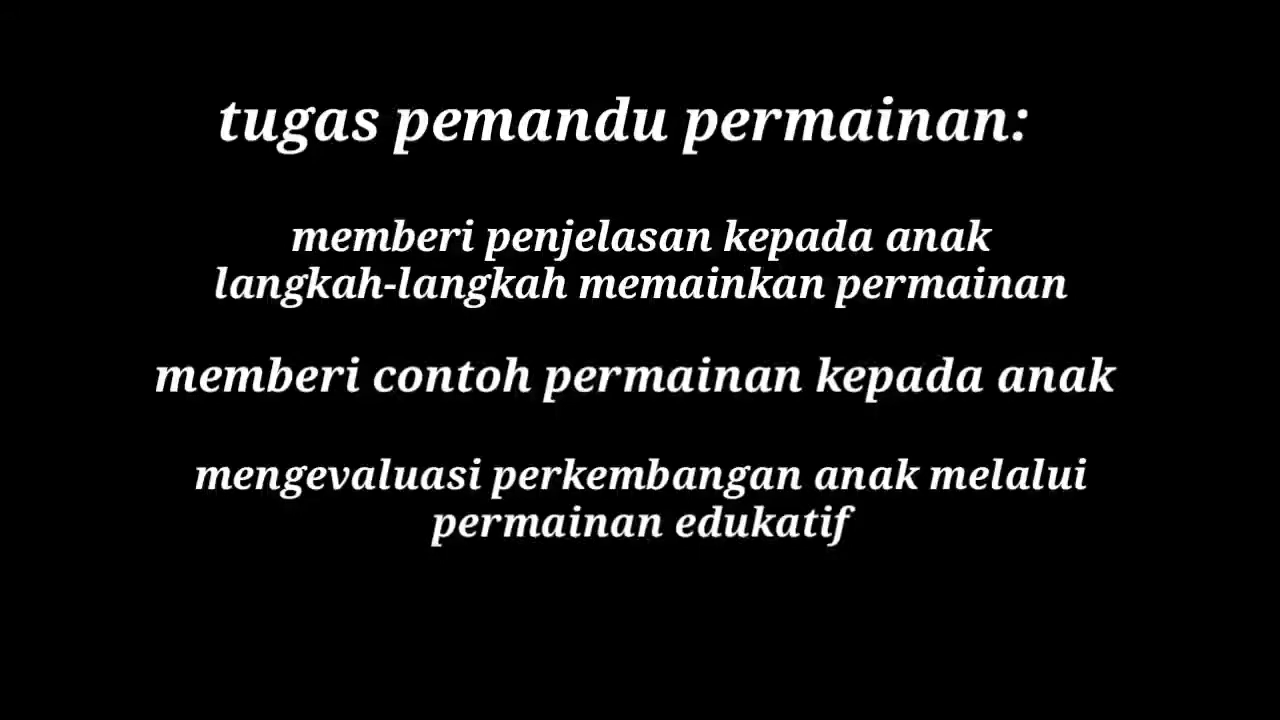 tugas pemandu permainan:
memberi penjelasan kepada anak
langkah-langkah memainkan permainan
memberi contoh permainan kepada anak
mengevaluasi perkembangan anak melalui
permainan edukatif